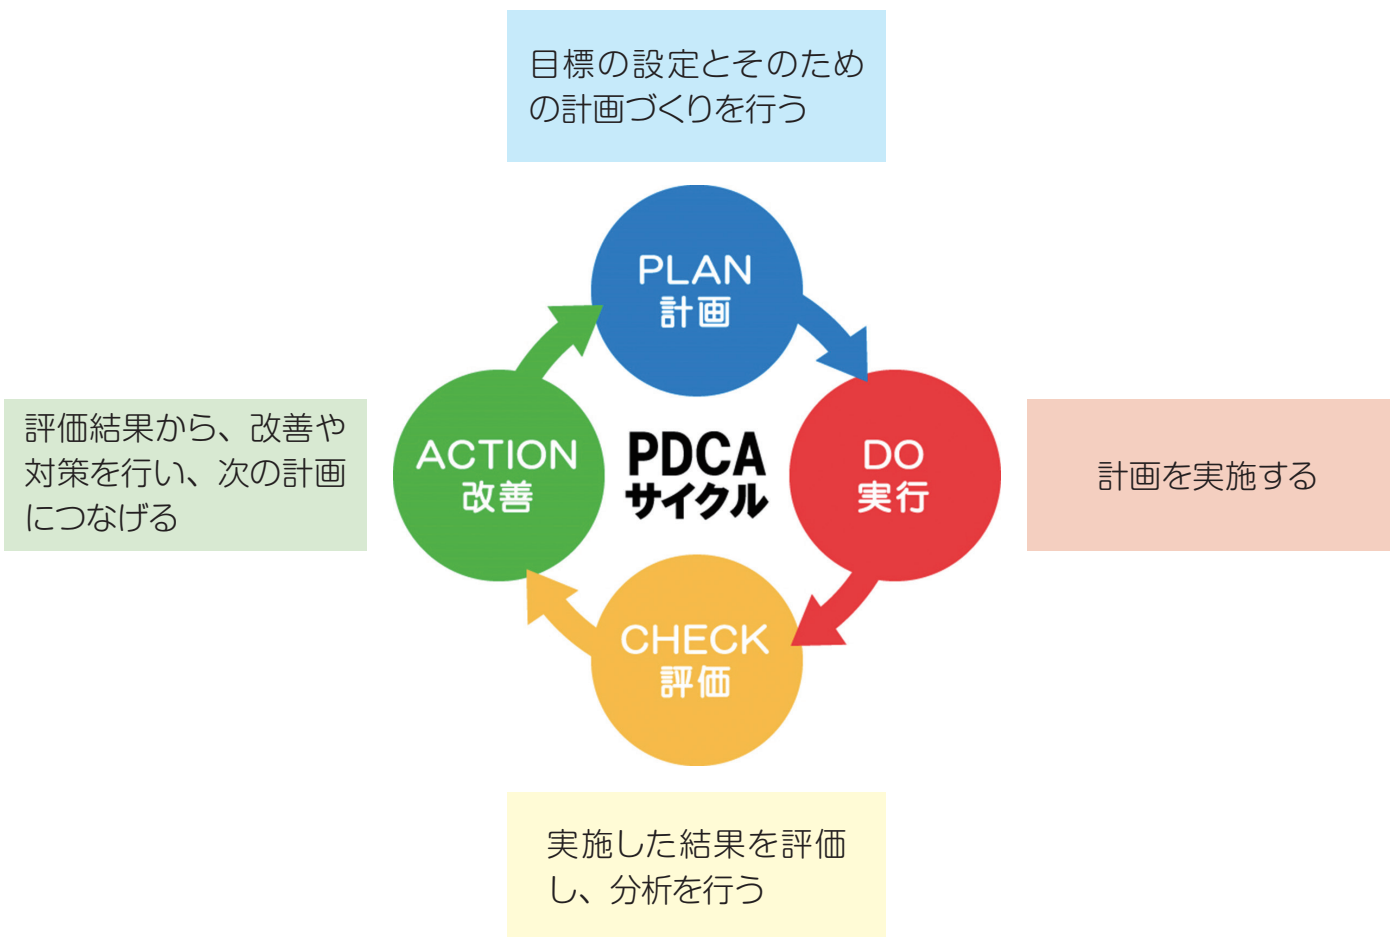 目標の設定とそのため
の計画づくりを行う
PLAN
計画
評価結果から、改善や
対策を行い、次の計画
につなげる
ACTION
改善
PDCA
サイクル
DO
実行
計画を実施する
CHECK
評価
実施した結果を評価
し、分析を行う